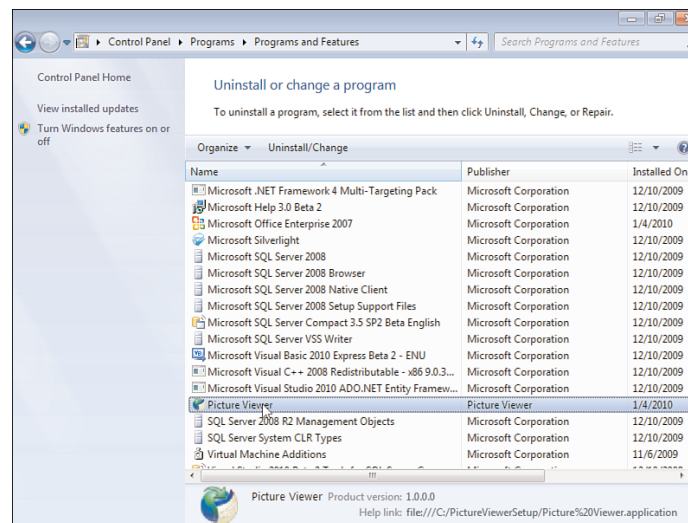 Control Panel Programs Programs and Features Search Programs and Features
Control Panel Home
View installed updates
Turn Windows features on or
off
Uninstall or change a program
To uninstall a program, select it from the list and then click Uninstall, Change, or Repair.
Organize Uninstall/Change
Name Publisher Installed On
Microsoft .NET Framework 4 Multi-Targeting Pack Microsoft Corporation 12/10/2009
Microsoft Help 3.0 Beta 2 Microsoft Corporation 12/10/2009
Microsoft Office Enterprise 2007 Microsoft Corporation 1/4/2010
Microsoft Silverlight Microsoft Corporation 12/10/2009
Microsoft SQL Server 2008 Microsoft Corporation 12/10/2009
Microsoft SQL Server 2008 Browser Microsoft Corporation 12/10/2009
Microsoft SQL Server 2008 Native Client Microsoft Corporation 12/10/2009
Microsoft SQL Server 2008 Setup Support Files Microsoft Corporation 12/10/2009
Microsoft SQL Server Compact 3.5 SP2 Beta English Microsoft Corporation 12/10/2009
Microsoft SQL Server VSS Writer Microsoft Corporation 12/10/2009
Microsoft Visual Basic 2010 Express Beta 2 - ENU Microsoft Corporation 12/10/2009
Microsoft Visual C++ 2008 Redistributable - x86 9.0.3... Microsoft Corporation 12/10/2009
Microsoft Visual Studio 2010 ADO.NET Entity Framew... Microsoft Corporation 12/10/2009
Picture Viewer Picture Viewer 1/4/2010
SQL Server 2008 R2 Management Objects Microsoft Corporation 12/10/2009
SQL Server System CLR Types Microsoft Corporation 12/10/2009
Virtual Machine Additions Microsoft Corporation 11/6/2009
Picture Viewer Product version: 1.0.0.0
Help link: file:///C:/PictureViewerSetup/Picture%20Viewer.application